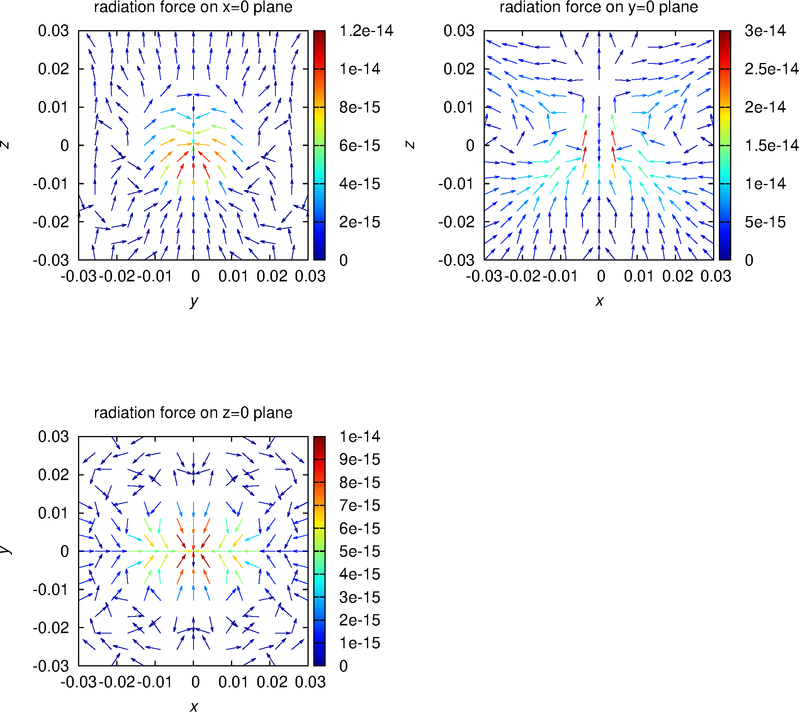 radiation force on x=0 plane
0.03
0.02
0.01
0
-0.01
-0.02
-0.03
z
-0.03 -0.02 -0.01 0 0.01 0.02 0.03
y
1.2e-14
1e-14
8e-15
6e-15
4e-15
2e-15
0
radiation force on y=0 plane
0.03
0.02
0.01
0
-0.01
-0.02
-0.03
z
-0.03 -0.02 -0.01 0 0.01 0.02 0.03
x
3e-14
2.5e-14
2e-14
1.5e-14
1e-14
5e-15
0
radiation force on z=0 plane
0.03
0.02
0.01
0
-0.01
-0.02
-0.03
y
-0.03 -0.02 -0.01 0 0.01 0.02 0.03
x
1e-14
9e-15
8e-15
7e-15
6e-15
5e-15
4e-15
3e-15
2e-15
1e-15
0